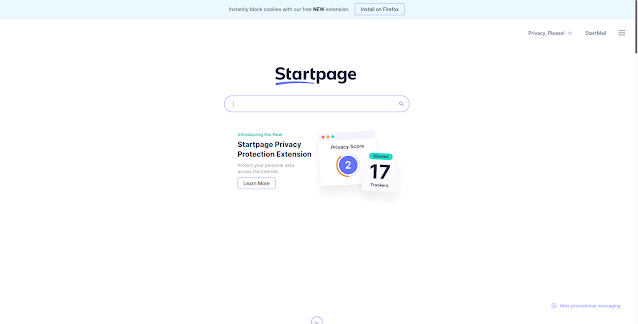 Instantly block cookies with our free NEW extension:
Install on Firefox
Privacy, Please!
StartMail
Startpage
Introducing the New
Startpage Privacy
Protection Extension
Protect your personal data
across the internet.
Learn More
Privacy Score
2
Blocked
17
Trackers
Hide promotional messaging